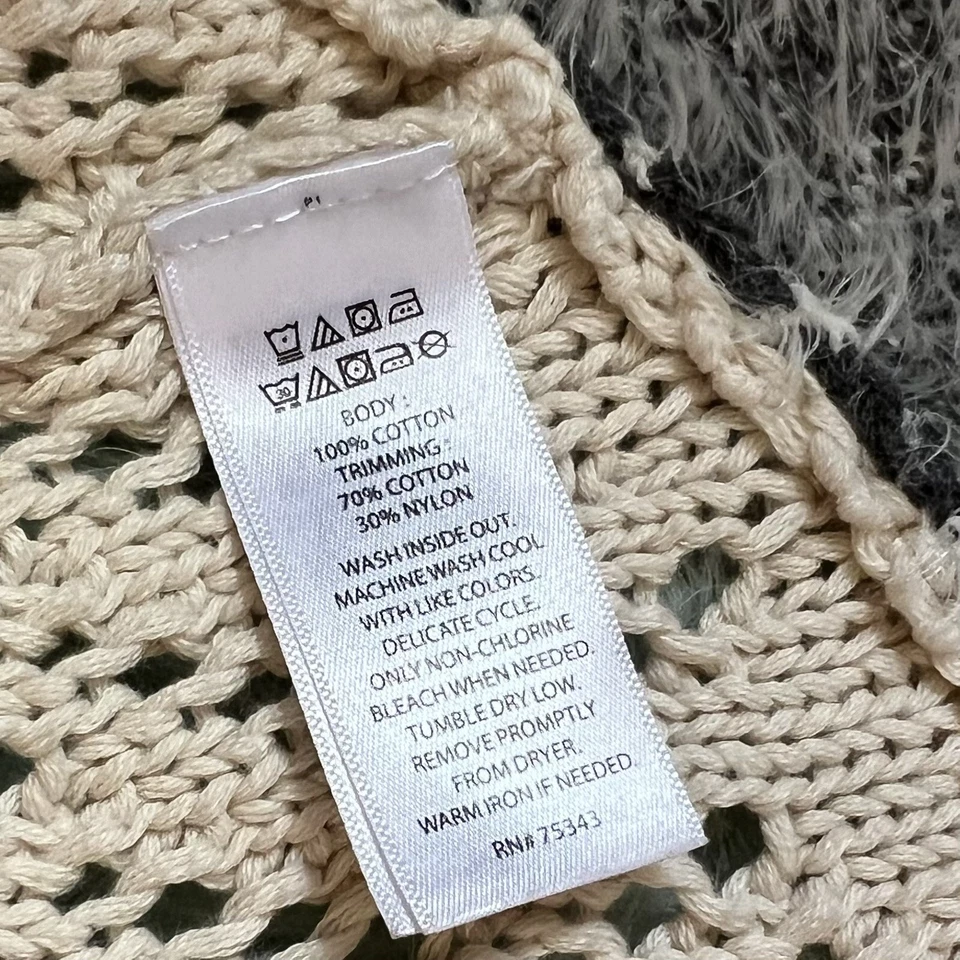 30
BODY :
100% COTTON
TRIMMING :
70% COTTON
30% NYLON
WASH INSIDE OUT.
MACHINE WASH COOL
WITH LIKE COLORS.
DELICATE CYCLE.
ONLY NON-CHLORINE
BLEACH WHEN NEEDED.
TUMBLE DRY LOW.
REMOVE PROMPTLY
FROM DRYER.
WARM IRON IF NEEDED.
RN# 75343